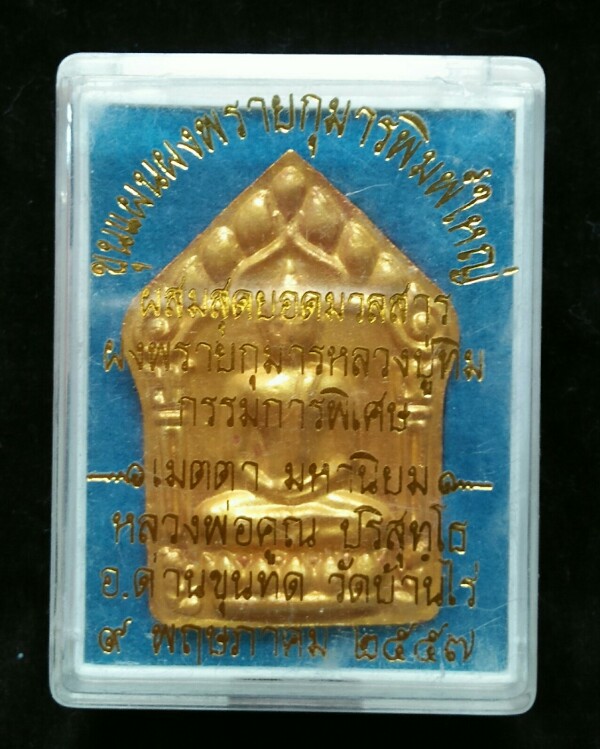 ขุนแผนผงพรายกุมารพิมพ์ใหญ่
ผสมสุดยอดมวลสาร
ผงพรายกุมารหลวงปู่ทิม
กรรมการพิเศษ
เมตตา มหานิยม
หลวงพ่อคูณ ปริสุทฺโธ
อ.ด่านขุนทด วัดบ้านไร่
๙ พฤษภาคม ๒๕๕๗